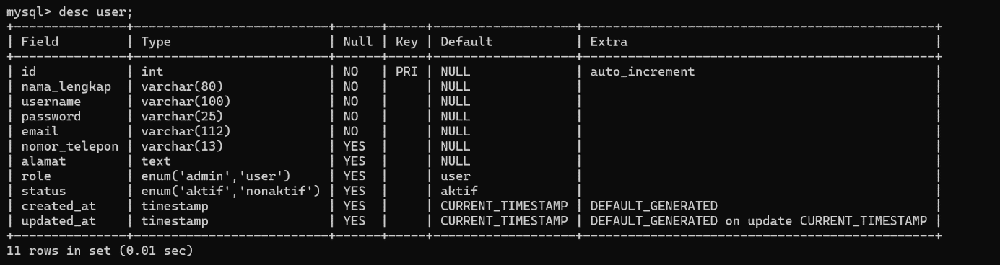 mysql> desc user;
+---------------+--------------------------+------+-----+-------------------+-----------------------------------------------+
| Field         | Type                     | Null | Key | Default           | Extra                                         |
+---------------+--------------------------+------+-----+-------------------+-----------------------------------------------+
| id            | int                      | NO   | PRI | NULL              | auto_increment                                |
| nama_lengkap  | varchar(80)              | NO   |     | NULL              |                                               |
| username      | varchar(100)             | NO   |     | NULL              |                                               |
| password      | varchar(25)              | NO   |     | NULL              |                                               |
| email         | varchar(112)             | NO   |     | NULL              |                                               |
| nomor_telepon | varchar(13)              | YES  |     | NULL              |                                               |
| alamat        | text                     | YES  |     | NULL              |                                               |
| role          | enum('admin','user')     | YES  |     | user              |                                               |
| status        | enum('aktif','nonaktif') | YES  |     | aktif             |                                               |
| created_at    | timestamp                | YES  |     | CURRENT_TIMESTAMP | DEFAULT_GENERATED                             |
| updated_at    | timestamp                | YES  |     | CURRENT_TIMESTAMP | DEFAULT_GENERATED on update CURRENT_TIMESTAMP |
+---------------+--------------------------+------+-----+-------------------+-----------------------------------------------+
11 rows in set (0.01 sec)